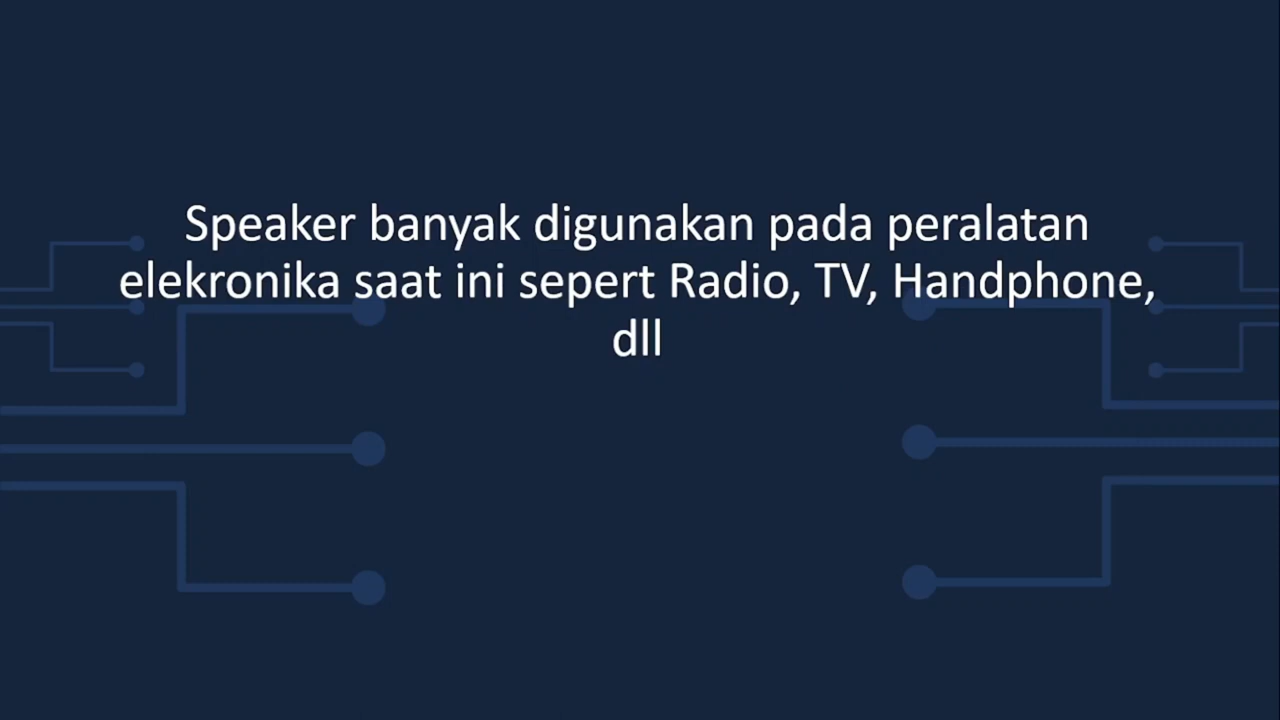 Speaker banyak digunakan pada peralatan
elekronika saat ini sepert Radio, TV, Handphone,
dll